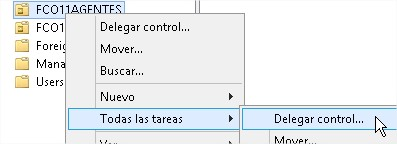 FCO11AGENTES
FCO1
Foreig
Mana
Users
Delegar control...
Mover...
Buscar...
Nuevo
Todas las tareas
Delegar control...
Mover...